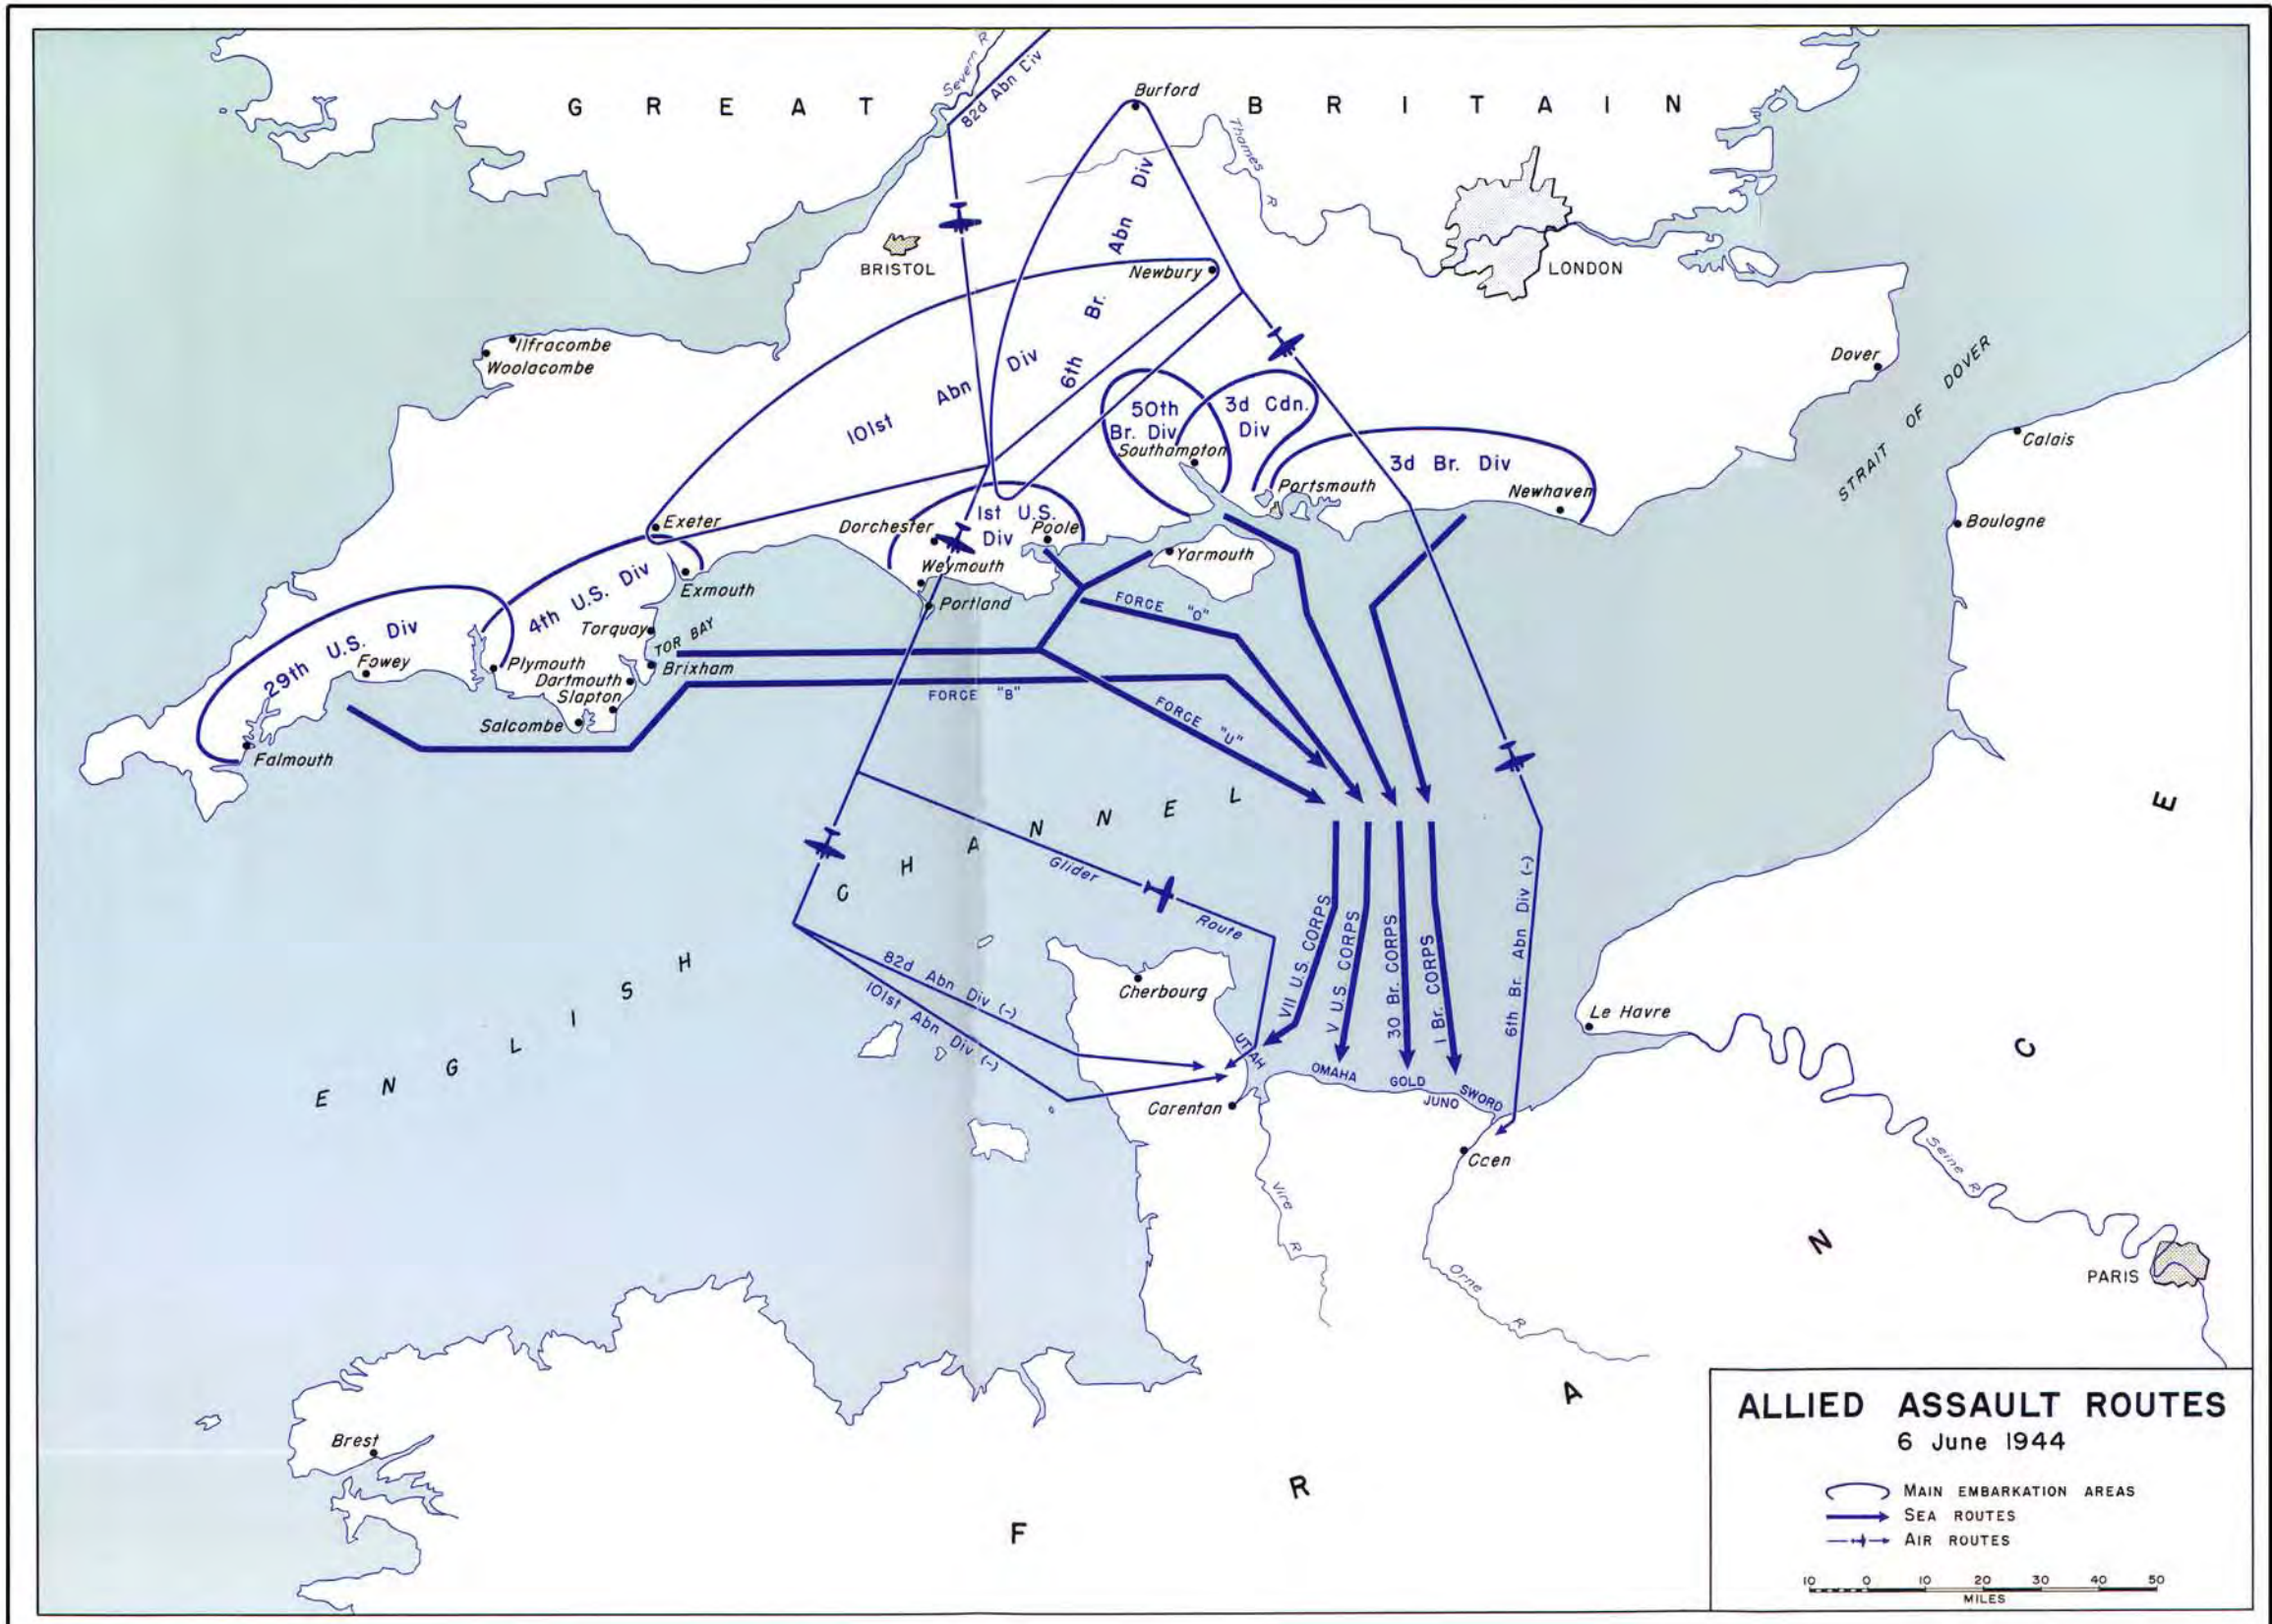 GREAT BRITAIN
Severn R
82d Abn Div
Burford
Thames R
BRISTOL
Newbury
LONDON
6th Br. Abn Div
101st Abn Div
Ilfracombe
Woolacombe
Dover
STRAIT OF DOVER
Calais
Boulogne
50th
Br. Div
3d Cdn.
Div
Southampton
3d Br. Div
Portsmouth
Newhaven
Exeter
Dorchester
1st U.S.
Div
Poole
Yarmouth
Weymouth
Portland
Exmouth
4th U.S. Div
Torquay
TOR BAY
Brixham
29th U.S. Div
Fowey
Plymouth
Dartmouth
Slapton
Salcombe
Falmouth
FORCE "O"
FORCE "B"
FORCE "U"
ENGLISH CHANNEL
Glider Route
82d Abn Div (-)
101st Abn Div (-)
VII U.S. CORPS
V U.S. CORPS
30 Br. CORPS
1 Br. CORPS
6th Br. Abn Div (-)
Cherbourg
Le Havre
UTAH
OMAHA
GOLD
JUNO
SWORD
Carentan
Caen
Vire R
Orne R
Seine R
PARIS
Brest
FRANCE
ALLIED ASSAULT ROUTES
6 June 1944
MAIN EMBARKATION AREAS
SEA ROUTES
AIR ROUTES
10 0 10 20 30 40 50
MILES